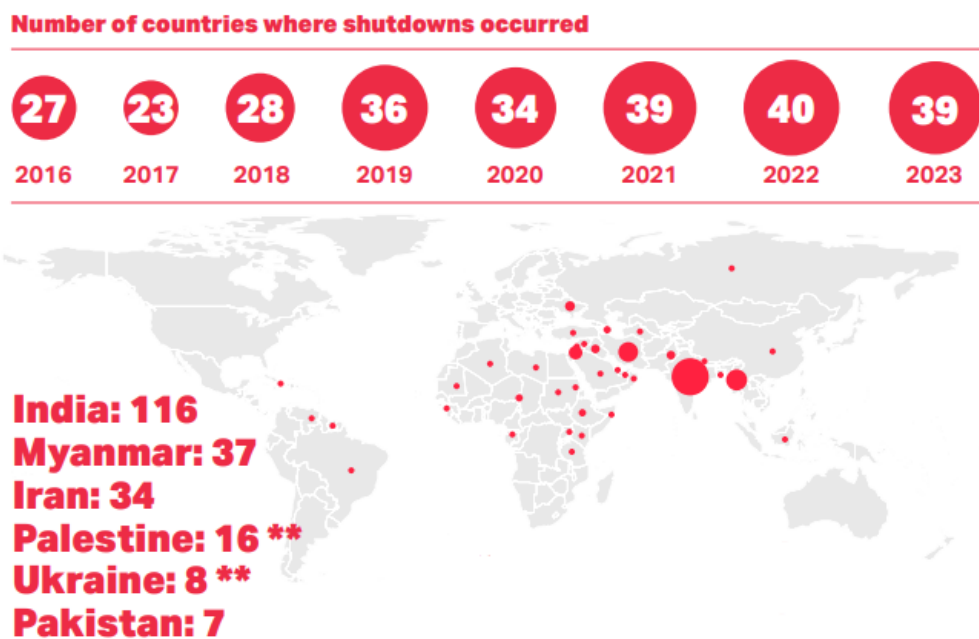 Number of countries where shutdowns occurred
27 23 28 36 34 39 40 39
2016 2017 2018 2019 2020 2021 2022 2023
India: 116
Myanmar: 37
Iran: 34
Palestine: 16 **
Ukraine: 8 **
Pakistan: 7